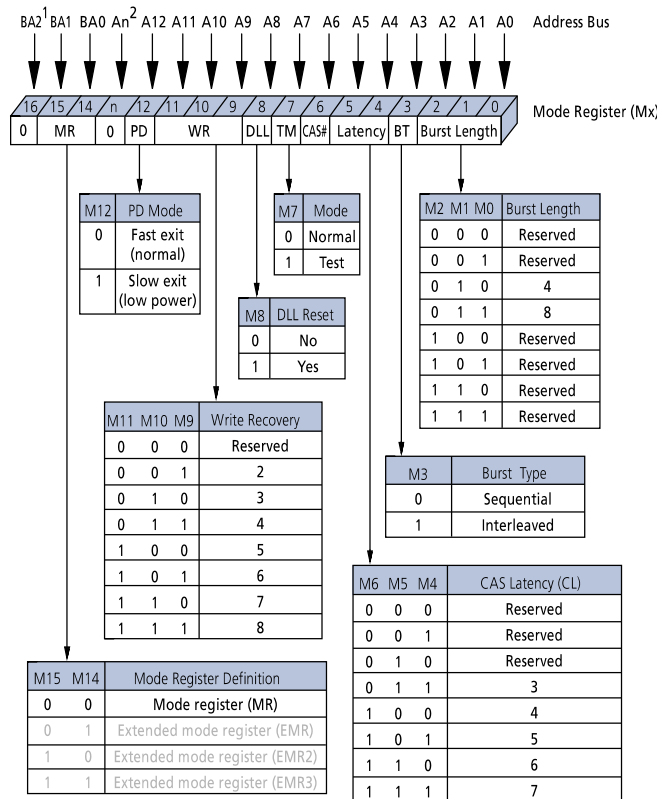 BA2¹ BA1 BA0 An² A12 A11 A10 A9 A8 A7 A6 A5 A4 A3 A2 A1 A0 Address Bus
16 15 14 n 12 11 10 9 8 7 6 5 4 3 2 1 0 Mode Register (Mx)
0 MR 0 PD WR DLL TM CAS# Latency BT Burst Length
M12 PD Mode
0 Fast exit
(normal)
1 Slow exit
(low power)
M7 Mode
0 Normal
1 Test
M2 M1 M0 Burst Length
0 0 0 Reserved
0 0 1 Reserved
0 1 0 4
0 1 1 8
1 0 0 Reserved
1 0 1 Reserved
1 1 0 Reserved
1 1 1 Reserved
M8 DLL Reset
0 No
1 Yes
M11 M10 M9 Write Recovery
0 0 0 Reserved
0 0 1 2
0 1 0 3
0 1 1 4
1 0 0 5
1 0 1 6
1 1 0 7
1 1 1 8
M3 Burst Type
0 Sequential
1 Interleaved
M6 M5 M4 CAS Latency (CL)
0 0 0 Reserved
0 0 1 Reserved
0 1 0 Reserved
0 1 1 3
1 0 0 4
1 0 1 5
1 1 0 6
1 1 1 7
M15 M14 Mode Register Definition
0 0 Mode register (MR)
0 1 Extended mode register (EMR)
1 0 Extended mode register (EMR2)
1 1 Extended mode register (EMR3)